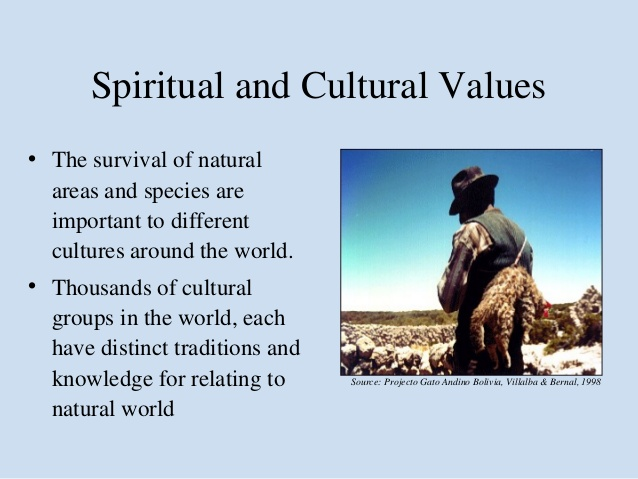 Spiritual and Cultural Values
• The survival of natural
areas and species are
important to different
cultures around the world.
• Thousands of cultural
groups in the world, each
have distinct traditions and
knowledge for relating to
natural world
Source: Projecto Gato Andino Bolivia, Villalba & Bernal, 1998